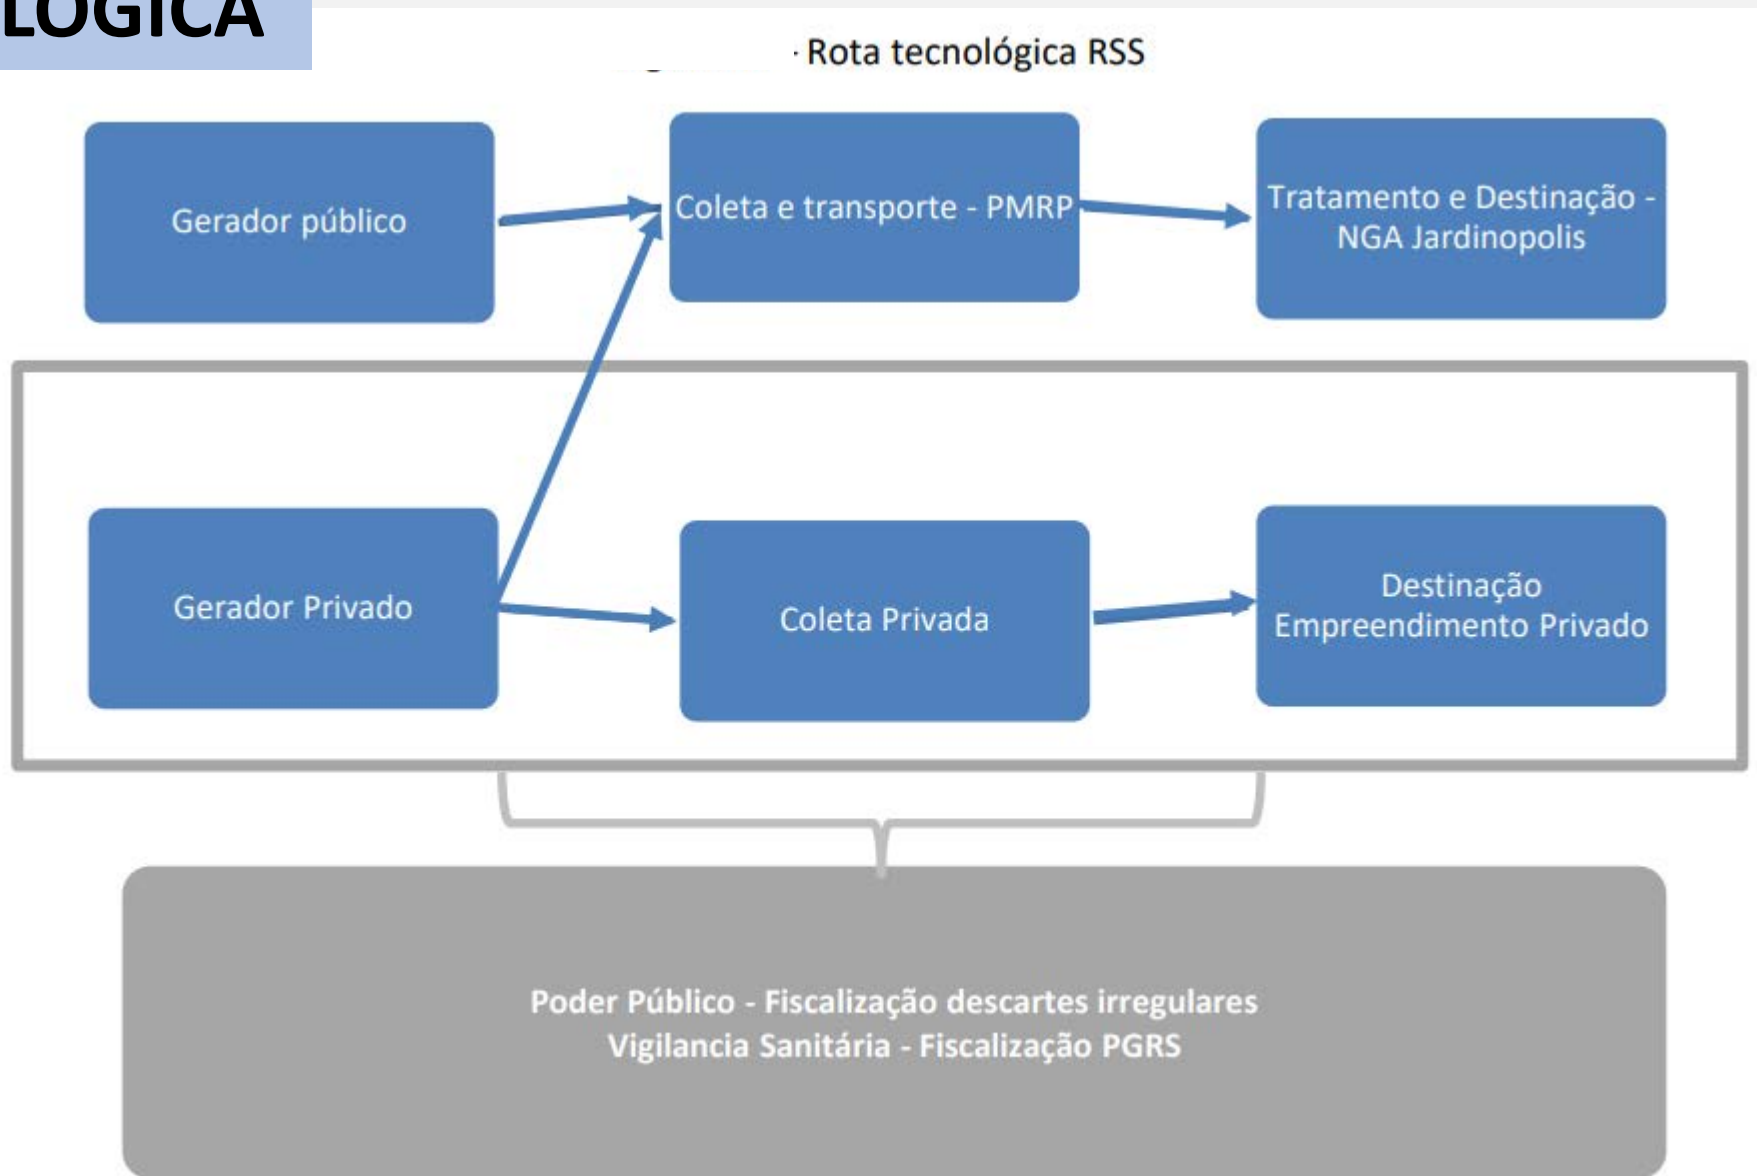 LÓGICA
- Rota tecnológica RSS
Gerador público
Coleta e transporte - PMRP
Tratamento e Destinação -
NGA Jardinopolis
Gerador Privado
Coleta Privada
Destinação
Empreendimento Privado
Poder Público - Fiscalização descartes irregulares
Vigilancia Sanitária - Fiscalização PGRS